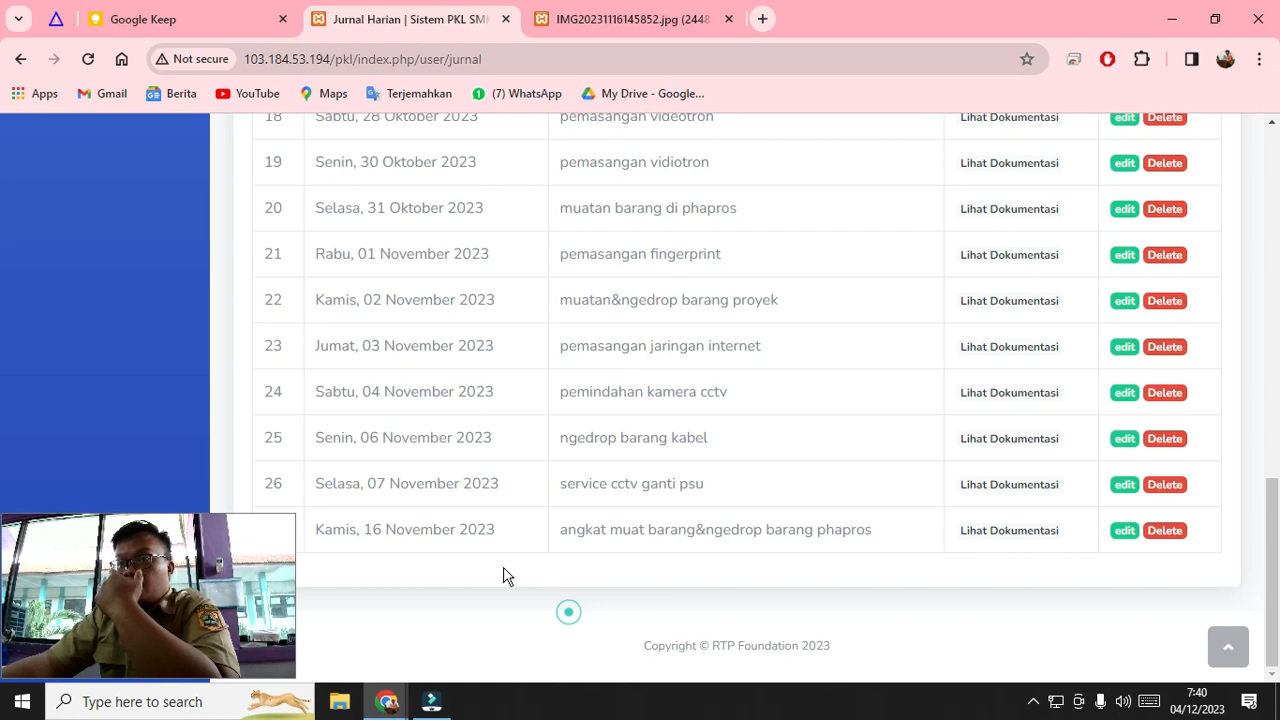 Google Keep
Jurnal Harian | Sistem PKL SM
IMG20231116145852.jpg (2448
Not secure
103.184.53.194/pkl/index.php/user/jurnal
Apps
Gmail
Berita
YouTube
Maps
Terjemahkan
(7) WhatsApp
My Drive - Google...
18 Sabtu, 28 Oktober 2023 pemasangan videotron Lihat Dokumentasi edit Delete
19 Senin, 30 Oktober 2023 pemasangan vidiotron Lihat Dokumentasi edit Delete
20 Selasa, 31 Oktober 2023 muatan barang di phapros Lihat Dokumentasi edit Delete
21 Rabu, 01 November 2023 pemasangan fingerprint Lihat Dokumentasi edit Delete
22 Kamis, 02 November 2023 muatan&ngedrop barang proyek Lihat Dokumentasi edit Delete
23 Jumat, 03 November 2023 pemasangan jaringan internet Lihat Dokumentasi edit Delete
24 Sabtu, 04 November 2023 pemindahan kamera cctv Lihat Dokumentasi edit Delete
25 Senin, 06 November 2023 ngedrop barang kabel Lihat Dokumentasi edit Delete
26 Selasa, 07 November 2023 service cctv ganti psu Lihat Dokumentasi edit Delete
Kamis, 16 November 2023 angkat muat barang&ngedrop barang phapros Lihat Dokumentasi edit Delete
Copyright © RTP Foundation 2023
Type here to search
7:40
04/12/2023